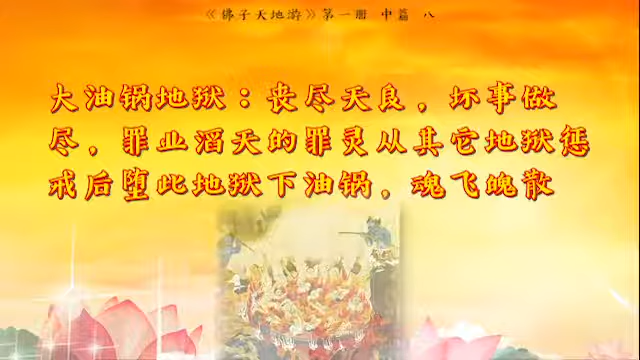 《佛子天地游》第一册 中篇 八
大油锅地狱：丧尽天良，坏事做
尽，罪业滔天的罪灵从其它地狱惩
戒后堕此地狱下油锅，魂飞魄散